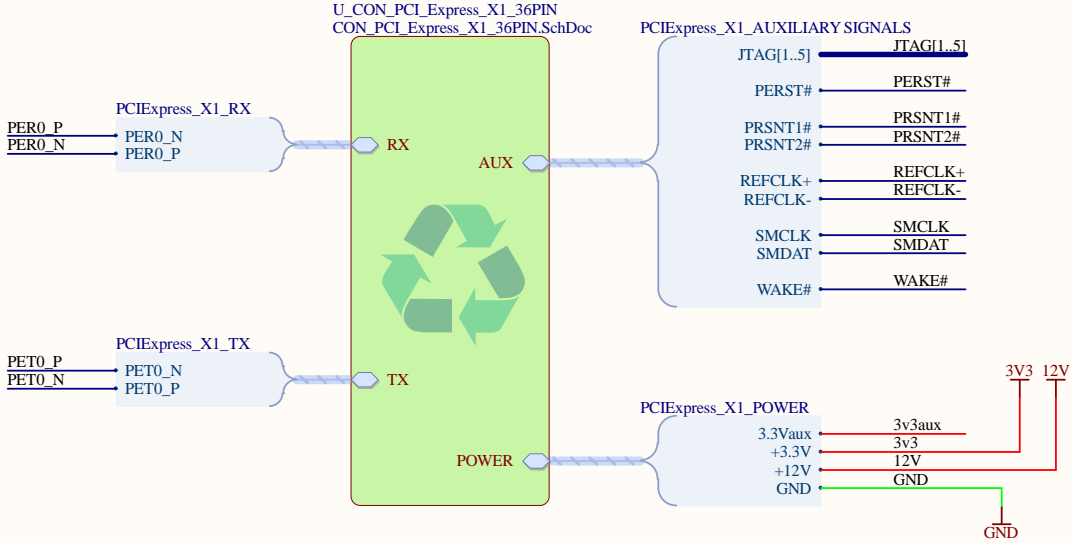 U_CON_PCI_Express_X1_36PIN
CON_PCI_Express_X1_36PIN.SchDoc
PCIExpress_X1_RX
PER0_P
PER0_N
PER0_N
PER0_P
RX
PCIExpress_X1_TX
PET0_P
PET0_N
PET0_N
PET0_P
TX
AUX
POWER
PCIExpress_X1_AUXILIARY SIGNALS
JTAG[1..5] JTAG[1..5]
PERST# PERST#
PRSNT1# PRSNT1#
PRSNT2# PRSNT2#
REFCLK+ REFCLK+
REFCLK- REFCLK-
SMCLK SMCLK
SMDAT SMDAT
WAKE# WAKE#
PCIExpress_X1_POWER
3V3 12V
3.3Vaux 3v3aux
+3.3V 3v3
+12V 12V
GND GND
GND